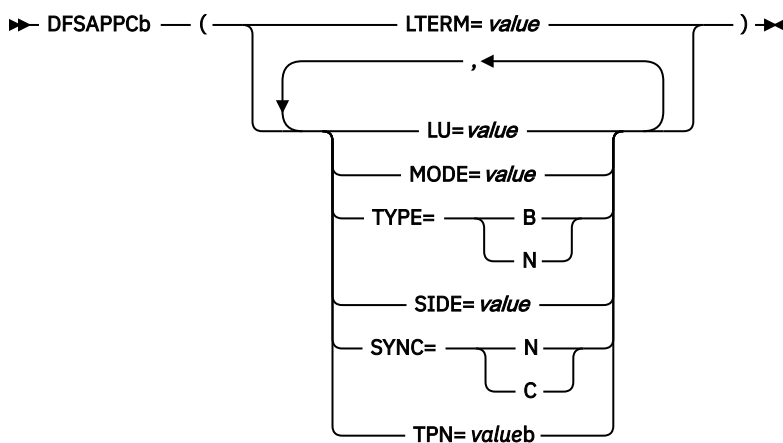 DFSAPPCb ( LTERM=value )
,
LU=value
MODE=value
TYPE= B
N
SIDE=value
SYNC= N
C
TPN=valueb